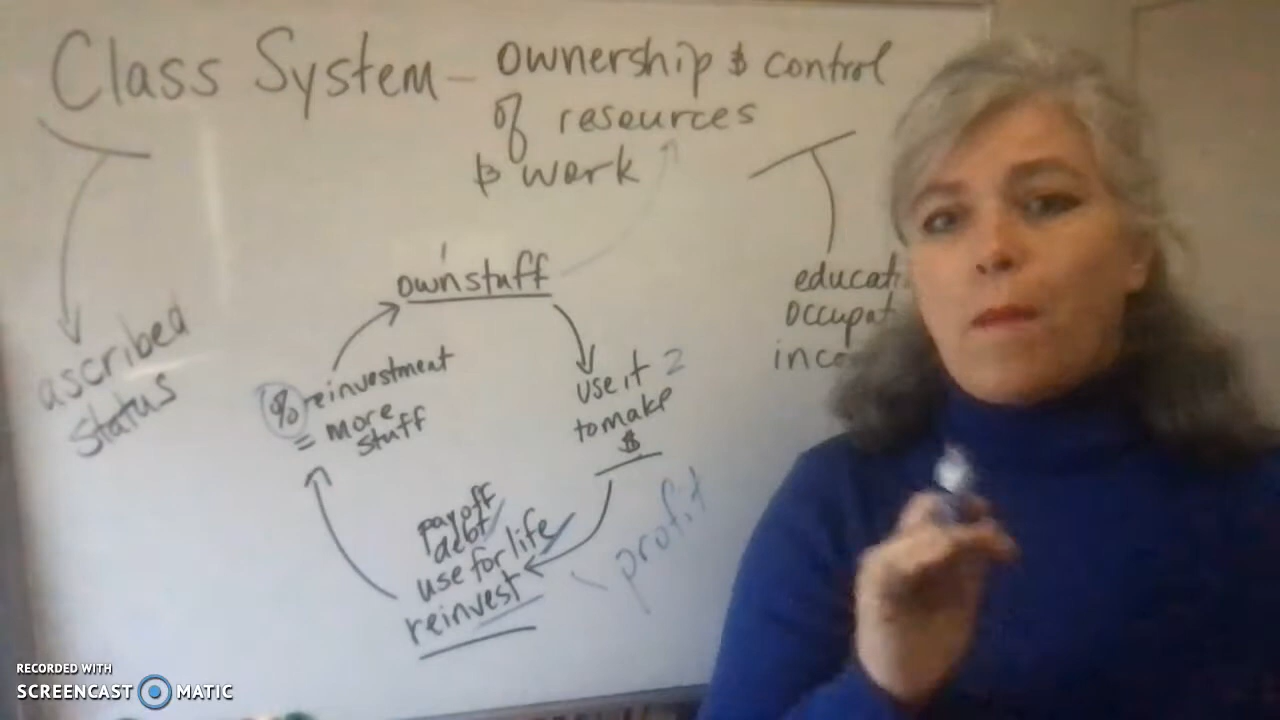 Class System - ownership & control
of resources
& work
own stuff
use it 2
to make
$
profit
payoff
debt
use for life
reinvest
% reinvestment
= more
stuff
ascribed
status
educati
occupat
inco
RECORDED WITH
SCREENCAST MATIC